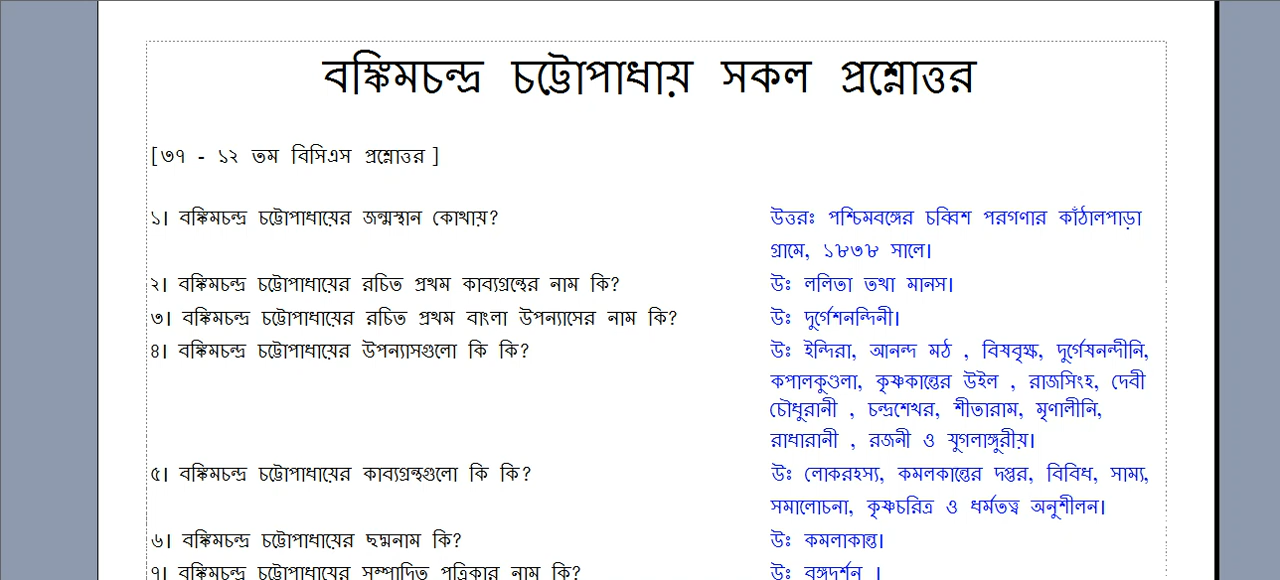 বঙ্কিমচন্দ্র চট্টোপাধ্যায় সকল প্রশ্নোত্তর
[৩৭ - ১২ তম বিসিএস প্রশ্নোত্তর ]
১। বঙ্কিমচন্দ্র চট্টোপাধ্যায়ের জন্মস্থান কোথায়? উত্তরঃ পশ্চিমবঙ্গের চব্বিশ পরগণার কাঁঠালপাড়া
গ্রামে, ১৮৩৮ সালে।
২। বঙ্কিমচন্দ্র চট্টোপাধ্যায়ের রচিত প্রথম কাব্যগ্রন্থের নাম কি? উঃ ললিতা তথা মানস।
৩। বঙ্কিমচন্দ্র চট্টোপাধ্যায়ের রচিত প্রথম বাংলা উপন্যাসের নাম কি? উঃ দুর্গেশনন্দিনী।
৪। বঙ্কিমচন্দ্র চট্টোপাধ্যায়ের উপন্যাসগুলো কি কি? উঃ ইন্দিরা, আনন্দ মঠ , বিষবৃক্ষ, দুর্গেষনন্দীনি,
কপালকুণ্ডলা, কৃষ্ণকান্তের উইল , রাজসিংহ, দেবী
চৌধুরানী , চন্দ্রশেখর, শীতারাম, মৃণালীনি,
রাধারানী , রজনী ও যুগলাঙ্গুরীয়।
৫। বঙ্কিমচন্দ্র চট্টোপাধ্যায়ের কাব্যগ্রন্থগুলো কি কি? উঃ লোকরহস্য, কমলকান্তের দপ্তর, বিবিধ, সাম্য,
সমালোচনা, কৃষ্ণচরিত্র ও ধর্মতত্ত্ব অনুশীলন।
৬। বঙ্কিমচন্দ্র চট্টোপাধ্যায়ের ছদ্মনাম কি? উঃ কমলাকান্ত।
৭। বঙ্কিমচন্দ্র চট্টোপাধ্যায়ের সম্পাদিত পত্রিকার নাম কি? উঃ বঙ্গদর্শন ।